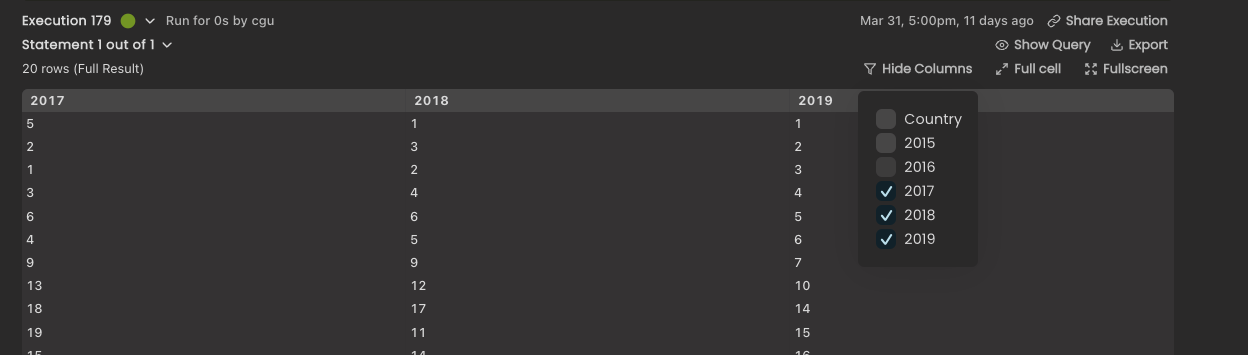 Execution 179 Run for 0s by cgu Mar 31, 5:00pm, 11 days ago Share Execution
Statement 1 out of 1 Show Query Export
20 rows (Full Result) Hide Columns Full cell Fullscreen
2017 2018 2019
5 1 1
2 3 2
1 2 3
3 4 4
6 6 5
4 5 6
9 9 7
13 12 10
18 17 14
19 11 15
15 14 16
Country
2015
2016
2017
2018
2019